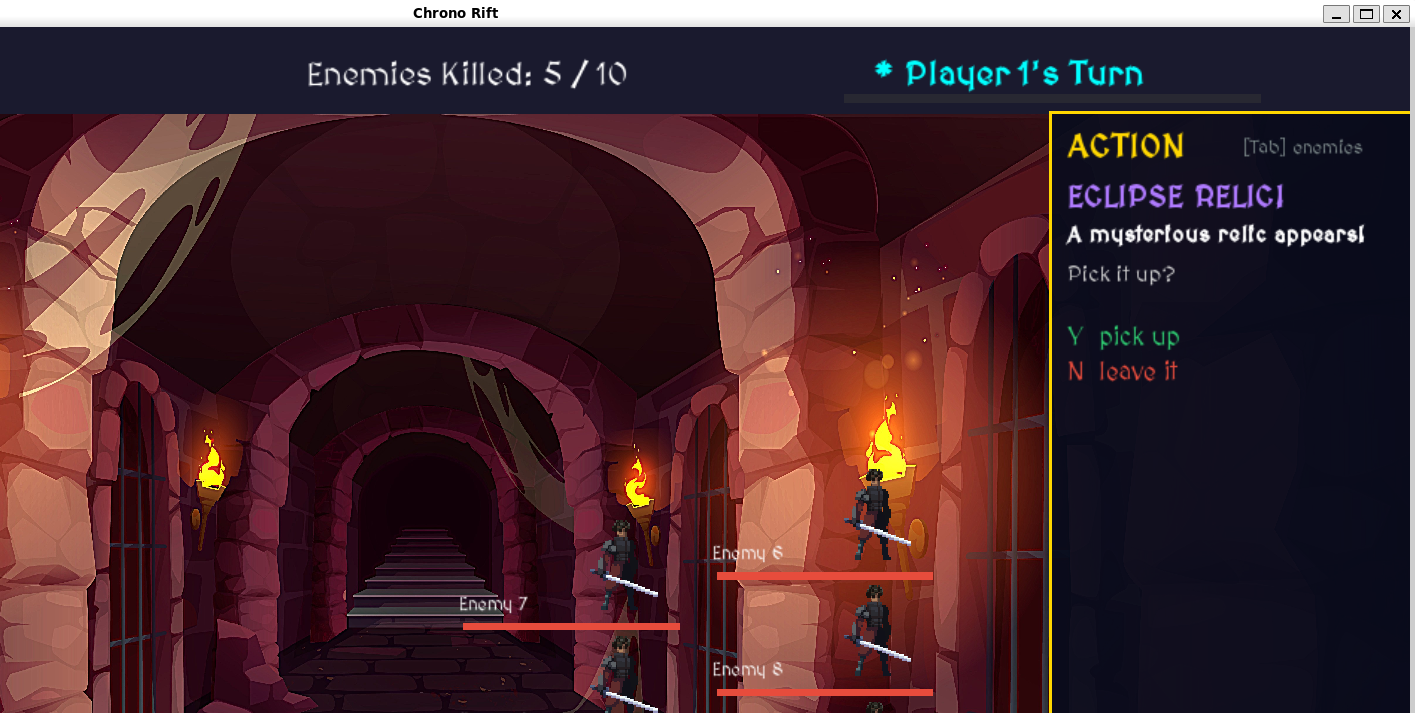 Chrono Rift
Enemies Killed: 5 / 10
* Player 1's Turn
ACTION
[Tab] enemies
ECLIPSE RELIC!
A mysterious relic appears!
Pick it up?
Y pick up
N leave it
Enemy 6
Enemy 7
Enemy 8